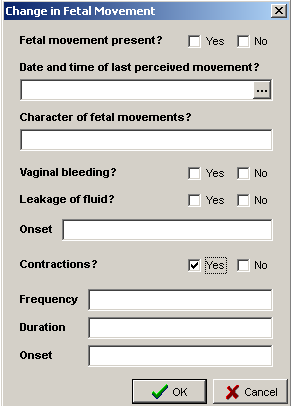 Change in Fetal Movement
Fetal movement present? Yes No
Date and time of last perceived movement?
...
Character of fetal movements?
Vaginal bleeding? Yes No
Leakage of fluid? Yes No
Onset
Contractions? Yes No
Frequency
Duration
Onset
OK Cancel